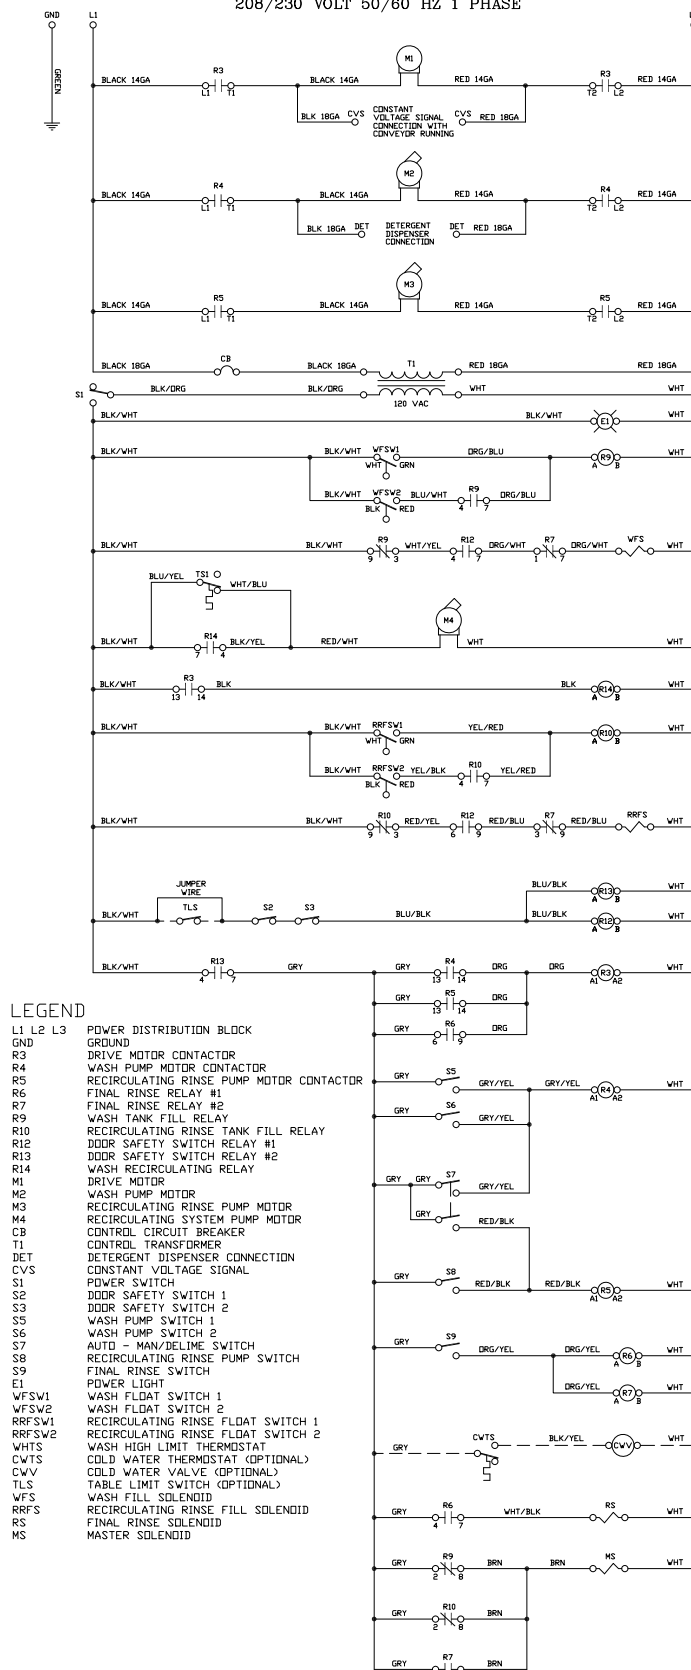 208/230 VOLT 50/60 HZ 1 PHASE
GND L1
GREEN
M1
R3 R3
BLACK 14GA BLACK 14GA RED 14GA RED 14GA
L1 T1 T2 L2
BLK 18GA CVS CONSTANT VOLTAGE SIGNAL CONNECTION WITH CONVEYOR RUNNING CVS RED 18GA
M2
R4 R4
BLACK 14GA BLACK 14GA RED 14GA RED 14GA
L1 T1 T2 L2
BLK 18GA DET DETERGENT DISPENSER CONNECTION DET RED 18GA
M3
R5 R5
BLACK 14GA BLACK 14GA RED 14GA RED 14GA
L1 T1 T2 L2
CB T1
BLACK 18GA BLACK 18GA RED 18GA RED 18GA
S1 BLK/ORG BLK/ORG WHT WHT
120 VAC
BLK/WHT BLK/WHT E1 WHT
BLK/WHT BLK/WHT WFSW1 ORG/BLU R9 WHT
WHT GRN A B
BLK/WHT WFSW2 BLU/WHT R9 ORG/BLU
BLK RED 4 7
R9 R12 R7 WFS
BLK/WHT BLK/WHT WHT/YEL ORG/WHT ORG/WHT WHT
9 3 4 7 1 7
BLU/YEL TS1 WHT/BLU
M4
R14
BLK/WHT BLK/YEL RED/WHT WHT WHT
7 4
R3
BLK/WHT BLK BLK R14 WHT
13 14 A B
BLK/WHT BLK/WHT RRFSW1 YEL/RED R10 WHT
WHT GRN A B
BLK/WHT RRFSW2 YEL/BLK R10 YEL/RED
BLK RED 4 7
R10 R12 R7 RRFS
BLK/WHT BLK/WHT RED/YEL RED/BLU RED/BLU WHT
9 3 6 9 3 9
JUMPER WIRE
BLU/BLK R13 WHT
A B
TLS S2 S3
BLK/WHT BLU/BLK BLU/BLK R12 WHT
A B
R13 R4
BLK/WHT GRY GRY ORG ORG R3 WHT
4 7 13 14 A1 A2
GRY R5 ORG
13 14
GRY R6 ORG
6 9
GRY S5 GRY/YEL GRY/YEL R4 WHT
A1 A2
GRY S6 GRY/YEL
GRY GRY S7 GRY/YEL
GRY RED/BLK
GRY S8 RED/BLK RED/BLK R5 WHT
A1 A2
GRY S9 ORG/YEL ORG/YEL R6 WHT
A B
ORG/YEL R7 WHT
A B
GRY CWTS BLK/YEL CWV WHT
GRY R6 WHT/BLK RS WHT
4 7
GRY R9 BRN BRN MS WHT
2 8
GRY R10 BRN
2 8
GRY R7 BRN
LEGEND
L1 L2 L3 POWER DISTRIBUTION BLOCK
GND GROUND
R3 DRIVE MOTOR CONTACTOR
R4 WASH PUMP MOTOR CONTACTOR
R5 RECIRCULATING RINSE PUMP MOTOR CONTACTOR
R6 FINAL RINSE RELAY #1
R7 FINAL RINSE RELAY #2
R9 WASH TANK FILL RELAY
R10 RECIRCULATING RINSE TANK FILL RELAY
R12 DOOR SAFETY SWITCH RELAY #1
R13 DOOR SAFETY SWITCH RELAY #2
R14 WASH RECIRCULATING RELAY
M1 DRIVE MOTOR
M2 WASH PUMP MOTOR
M3 RECIRCULATING RINSE PUMP MOTOR
M4 RECIRCULATING SYSTEM PUMP MOTOR
CB CONTROL CIRCUIT BREAKER
T1 CONTROL TRANSFORMER
DET DETERGENT DISPENSER CONNECTION
CVS CONSTANT VOLTAGE SIGNAL
S1 POWER SWITCH
S2 DOOR SAFETY SWITCH 1
S3 DOOR SAFETY SWITCH 2
S5 WASH PUMP SWITCH 1
S6 WASH PUMP SWITCH 2
S7 AUTO - MAN/DELIME SWITCH
S8 RECIRCULATING RINSE PUMP SWITCH
S9 FINAL RINSE SWITCH
E1 POWER LIGHT
WFSW1 WASH FLOAT SWITCH 1
WFSW2 WASH FLOAT SWITCH 2
RRFSW1 RECIRCULATING RINSE FLOAT SWITCH 1
RRFSW2 RECIRCULATING RINSE FLOAT SWITCH 2
WHTS WASH HIGH LIMIT THERMOSTAT
CWTS COLD WATER THERMOSTAT (OPTIONAL)
CWV COLD WATER VALVE (OPTIONAL)
TLS TABLE LIMIT SWITCH (OPTIONAL)
WFS WASH FILL SOLENOID
RRFS RECIRCULATING RINSE FILL SOLENOID
RS FINAL RINSE SOLENOID
MS MASTER SOLENOID